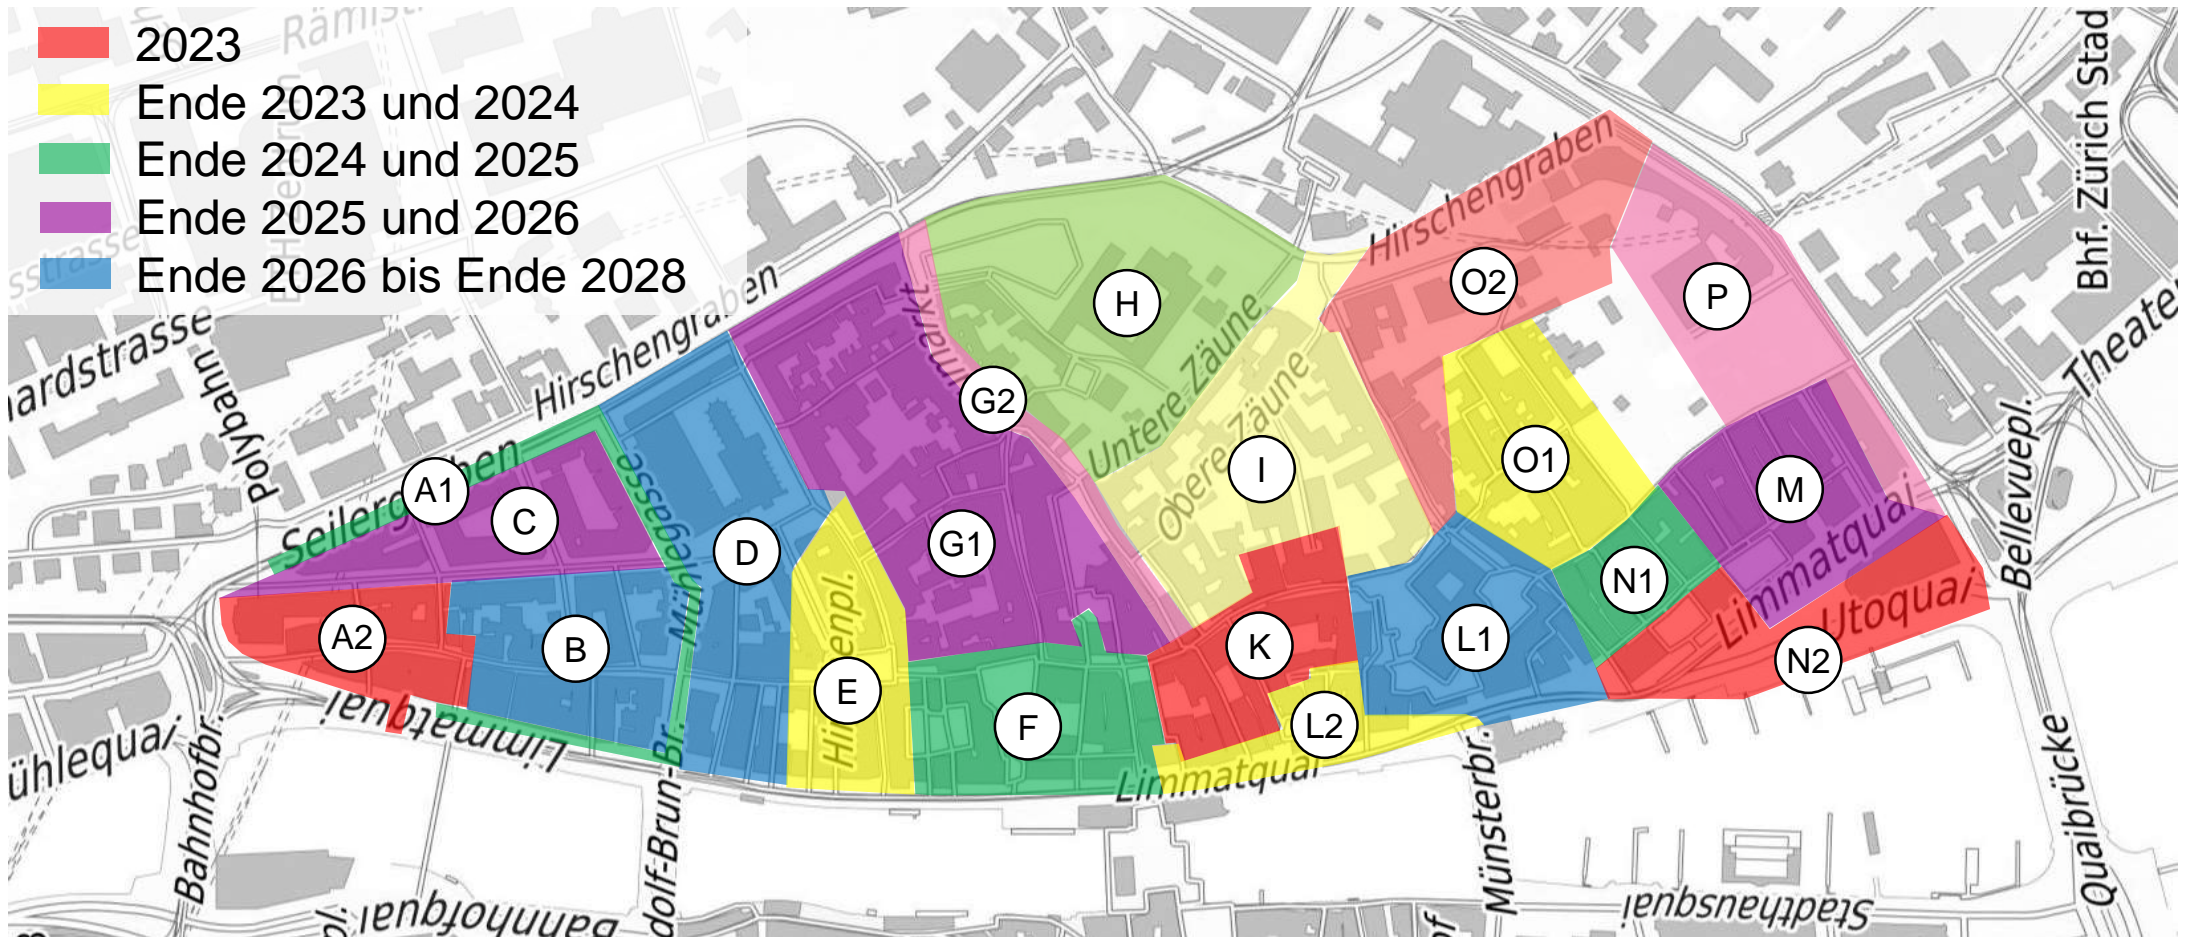 2023
Ende 2023 und 2024
Ende 2024 und 2025
Ende 2025 und 2026
Ende 2026 bis Ende 2028
Hirschengraben
Hirschengraben
Bhf. Zürich Stad
Polybahn
Seilergraben
Mühlegasse
Untere Zäune
Obere Zäune
Bellevuepl.
Limmatquai
Utoquai
Limmatquai
Limmatquai
Bahnhofbr.
Münsterbr.
Quaibrücke
Bahnhofquai
Stadthausquai
A1
A2
B
C
D
E
F
G1
G2
H
I
K
L1
L2
M
N1
N2
O1
O2
P